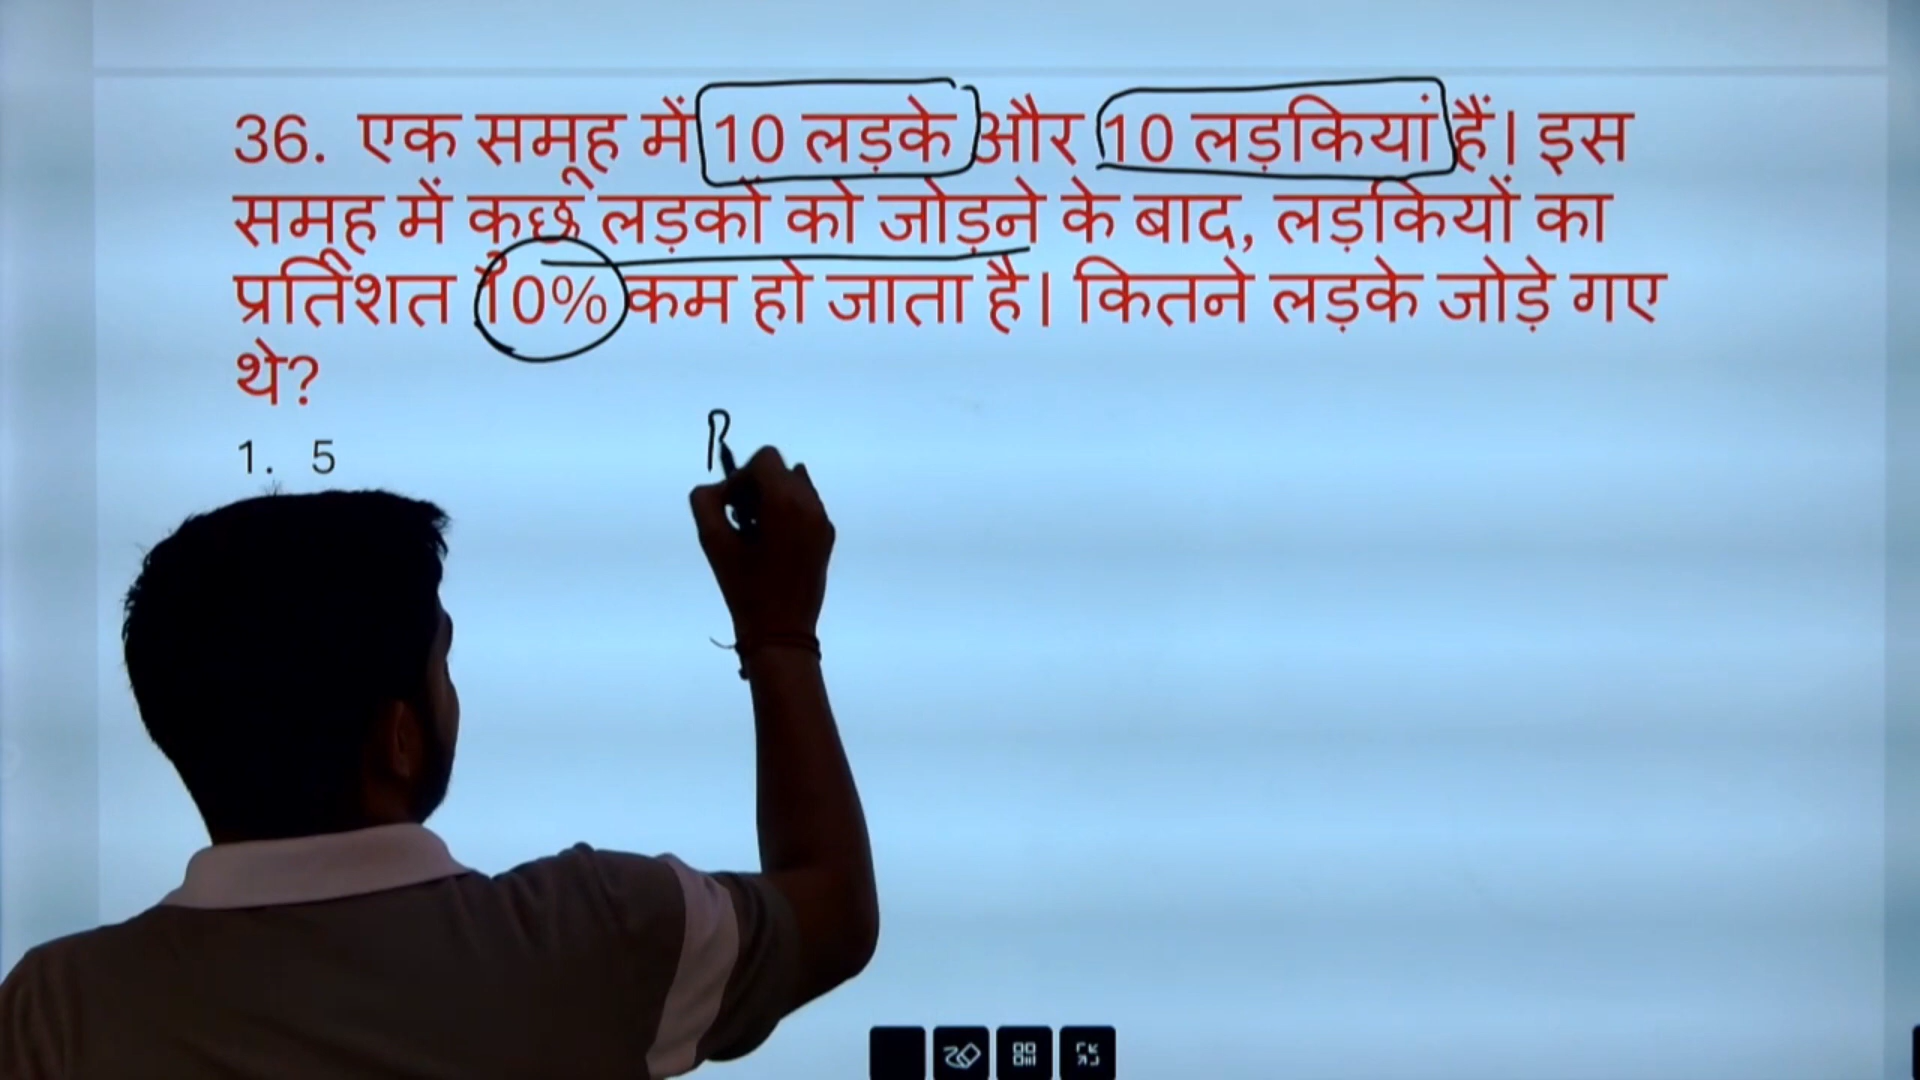 36. एक समूह में 10 लड़के और 10 लड़कियां हैं। इस
समूह में कुछ लड़कों को जोड़ने के बाद, लड़कियों का
प्रतिशत 10% कम हो जाता है। कितने लड़के जोड़े गए
थे?
1. 5